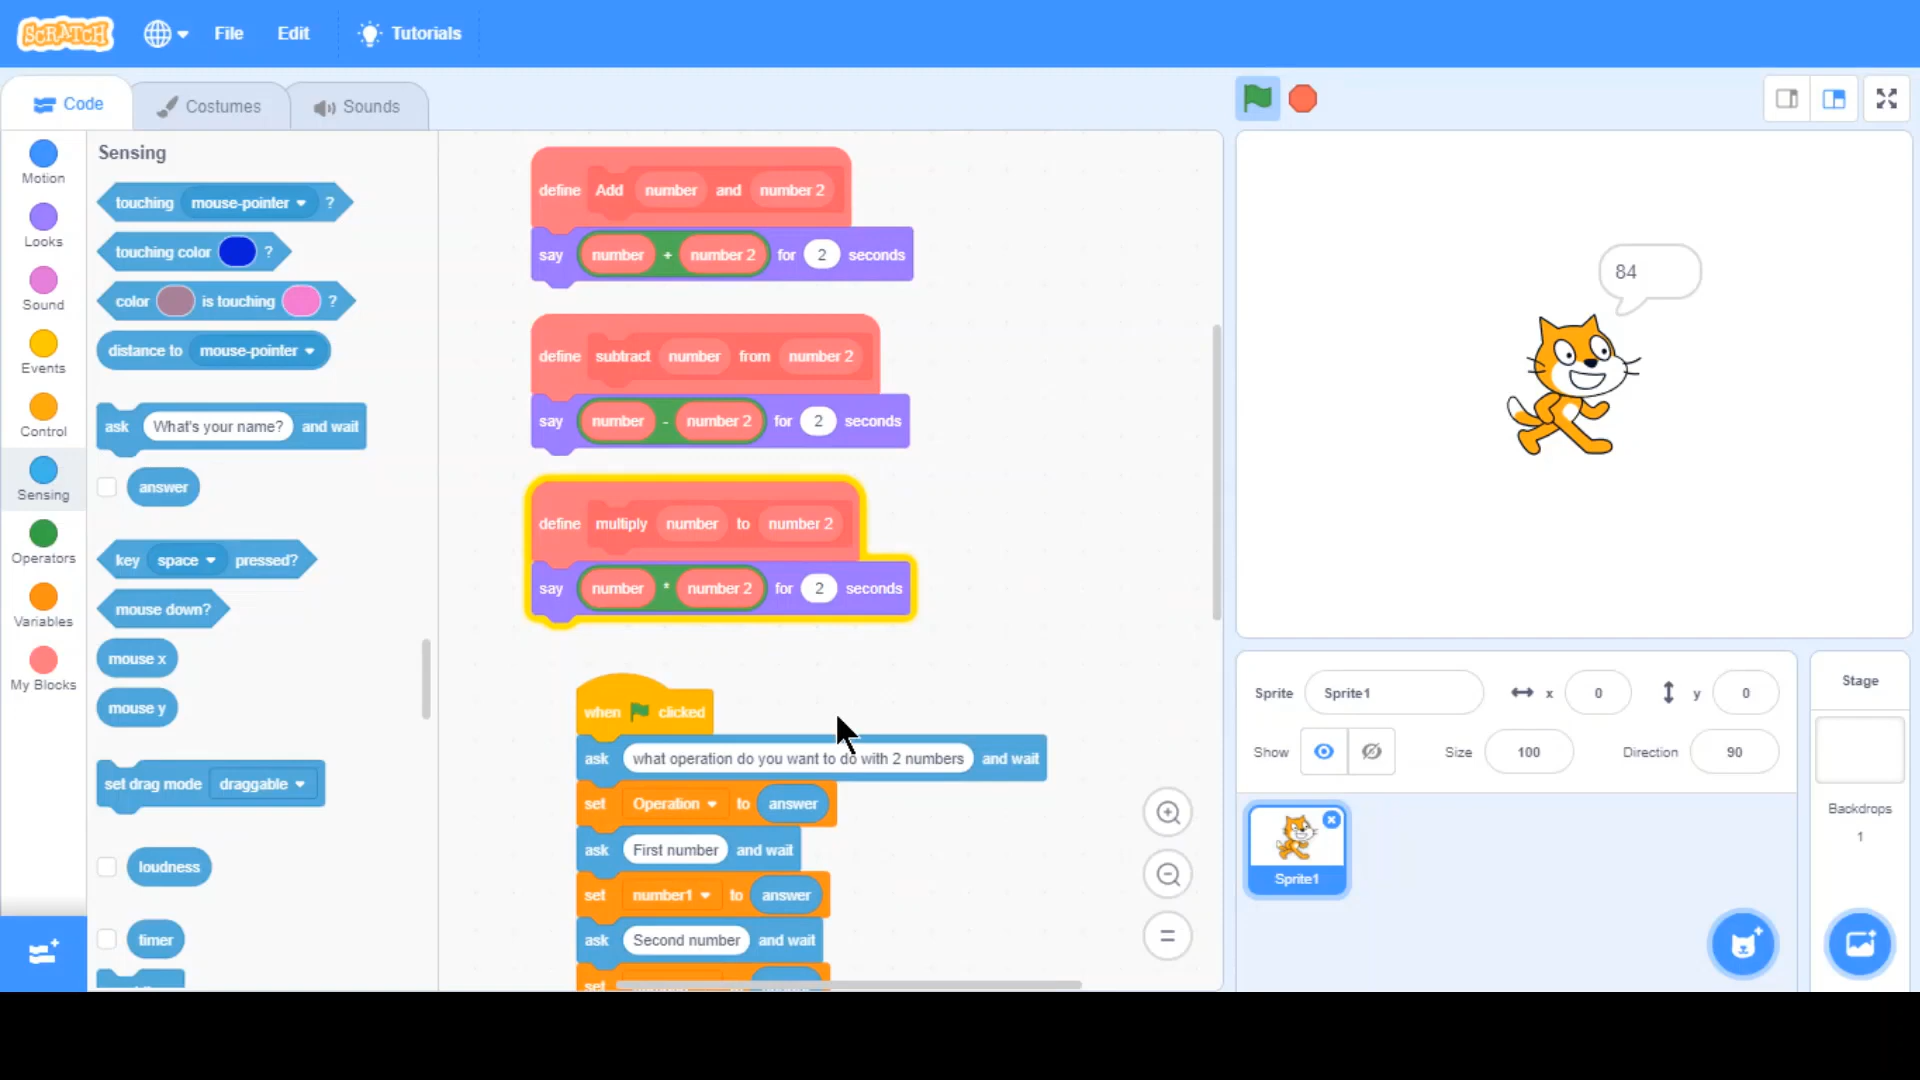 SCRATCH
File
Edit
Tutorials
Code
Costumes
Sounds
Motion
Looks
Sound
Events
Control
Sensing
Operators
Variables
My Blocks
Sensing
touching mouse-pointer ?
touching color ?
color is touching ?
distance to mouse-pointer
ask What's your name? and wait
answer
key space pressed?
mouse down?
mouse x
mouse y
set drag mode draggable
loudness
timer
define Add number and number 2
say number + number 2 for 2 seconds
define subtract number from number 2
say number - number 2 for 2 seconds
define multiply number to number 2
say number * number 2 for 2 seconds
when clicked
ask what operation do you want to do with 2 numbers and wait
set Operation to answer
ask First number and wait
set number1 to answer
ask Second number and wait
set
84
Sprite Sprite1 x 0 y 0
Show Size 100 Direction 90
Sprite1
Stage
Backdrops
1